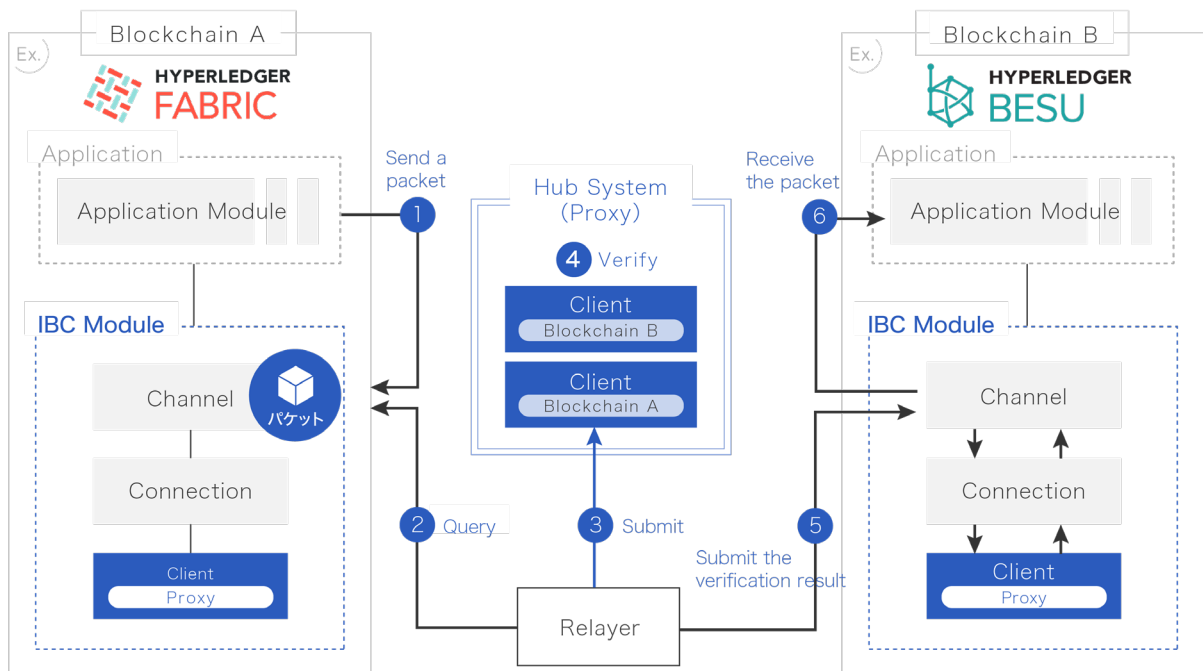 Blockchain A
Ex.
HYPERLEDGER
FABRIC
Application
Application Module
IBC Module
Channel
パケット
Connection
Client
Proxy
Send a
packet
1
2
Query
Hub System
(Proxy)
4
Verify
Client
Blockchain B
Client
Blockchain A
3
Submit
Relayer
Receive
the packet
6
5
Submit the
verification result
Blockchain B
Ex.
HYPERLEDGER
BESU
Application
Application Module
IBC Module
Channel
Connection
Client
Proxy